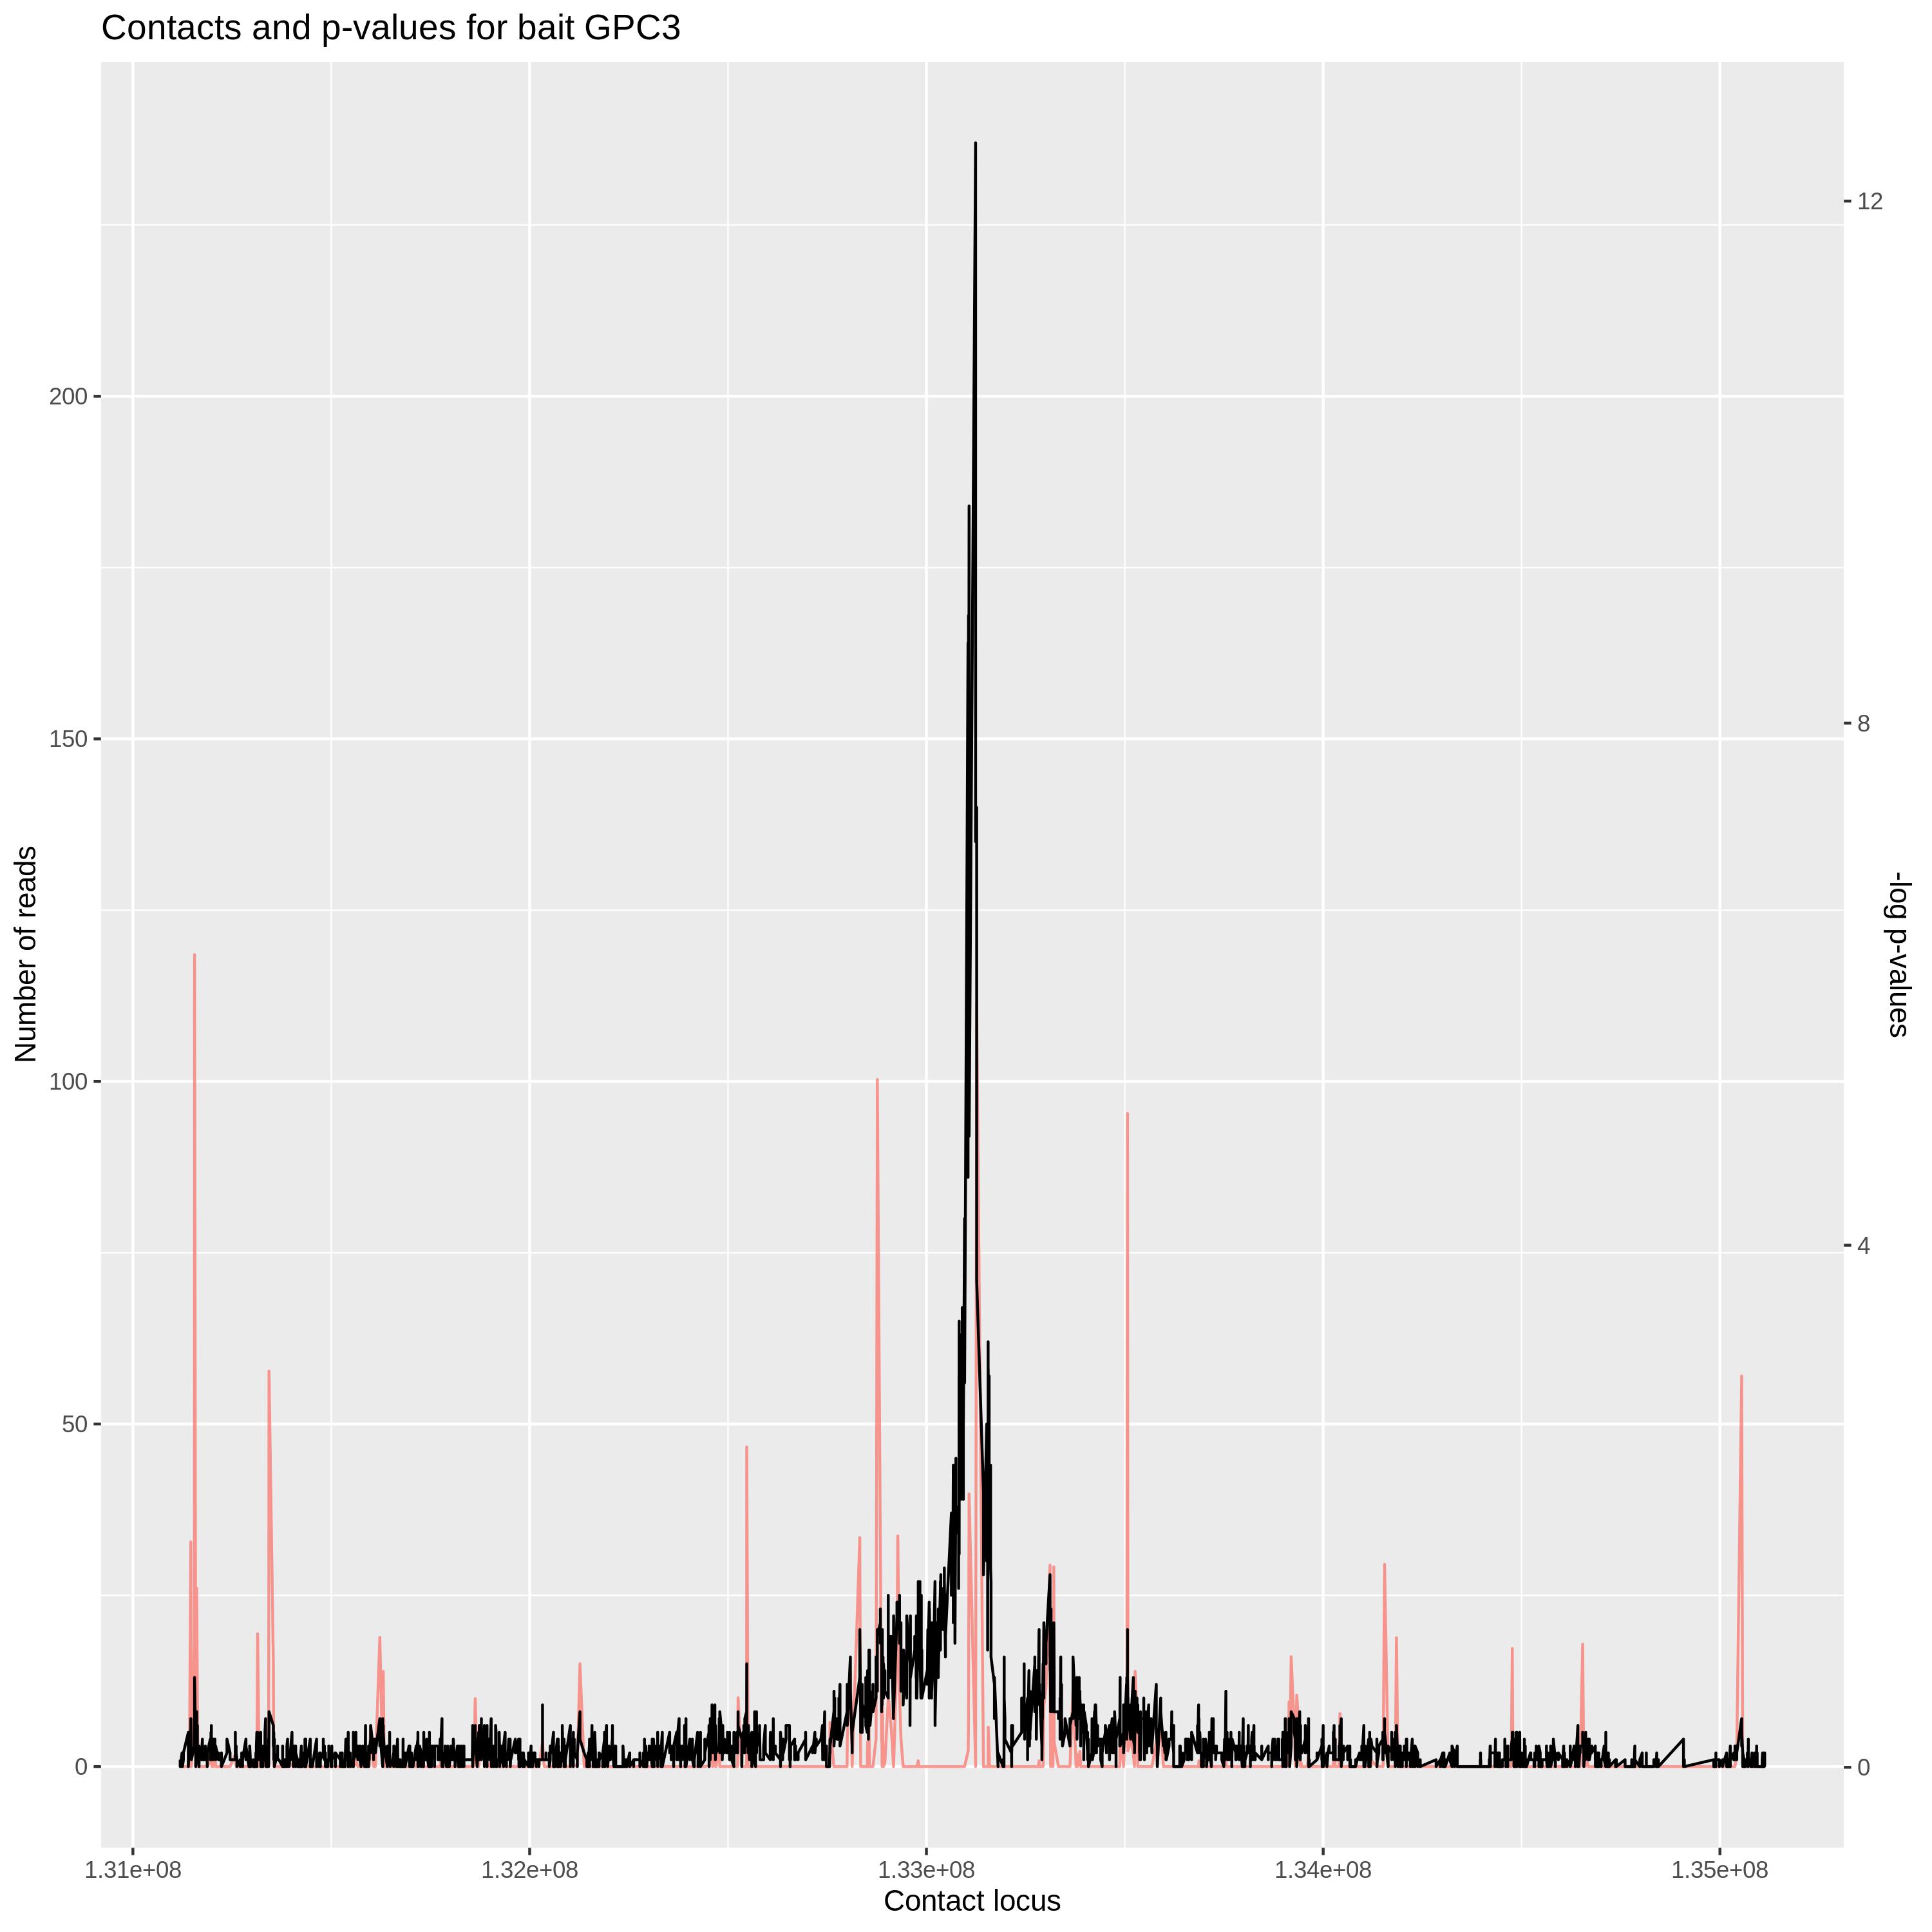 Contacts and p-values for bait GPC3
Number of reads
200
150
100
50
0
12
8
4
0
-log p-values
1.31e+08 1.32e+08 1.33e+08 1.34e+08 1.35e+08
Contact locus